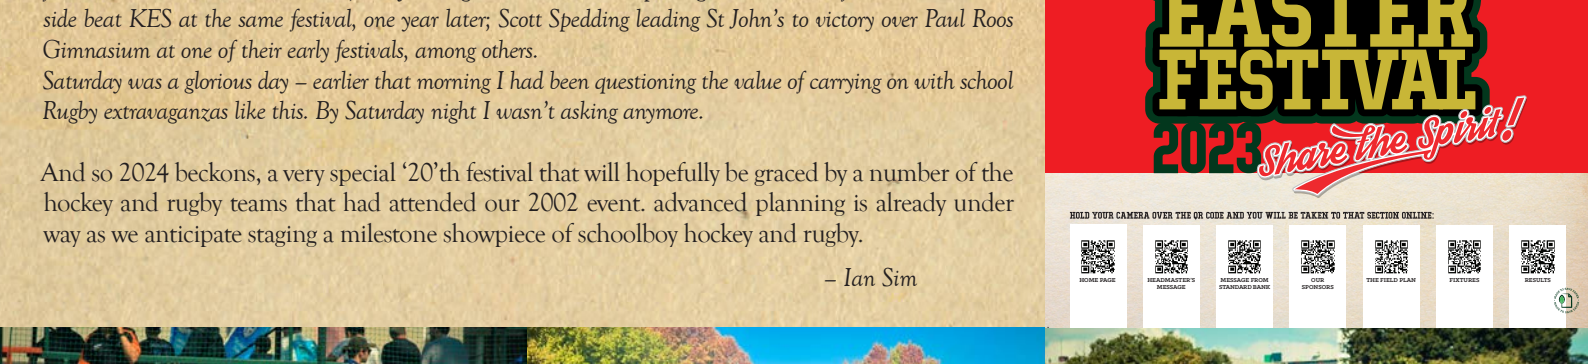 side beat KES at the same festival, one year later; Scott Spedding leading St John's to victory over Paul Roos
Gimnasium at one of their early festivals, among others.
Saturday was a glorious day – earlier that morning I had been questioning the value of carrying on with school
Rugby extravaganzas like this. By Saturday night I wasn't asking anymore.
And so 2024 beckons, a very special '20'th festival that will hopefully be graced by a number of the
hockey and rugby teams that had attended our 2002 event. advanced planning is already under
way as we anticipate staging a milestone showpiece of schoolboy hockey and rugby.
– Ian Sim
EASTER
FESTIVAL
2023 Share the Spirit!
HOLD YOUR CAMERA OVER THE QR CODE AND YOU WILL BE TAKEN TO THAT SECTION ONLINE:
HOME PAGE
HEADMASTER'S
MESSAGE
MESSAGE FROM
STANDARD BANK
OUR
SPONSORS
THE FIELD PLAN
FIXTURES
RESULTS